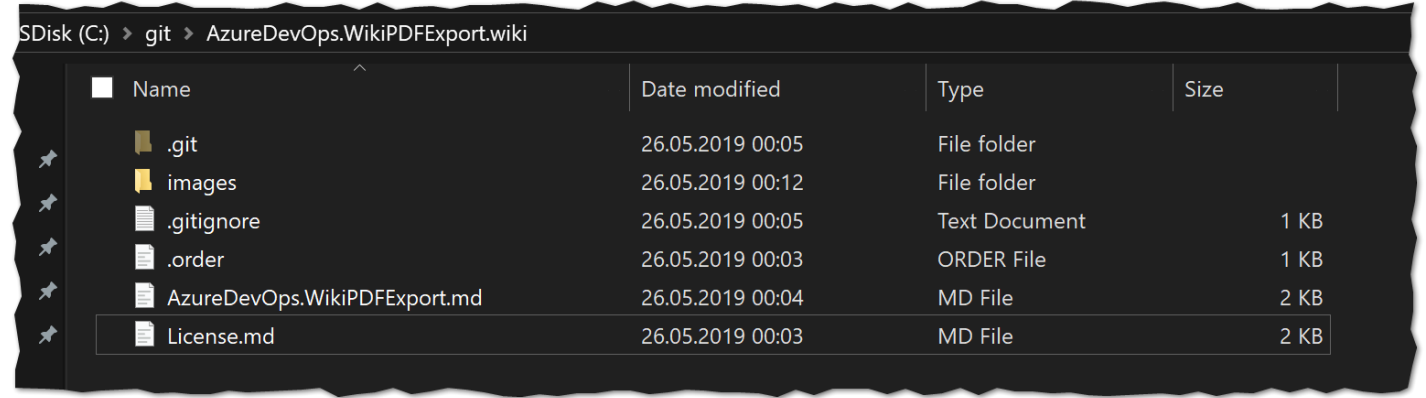 SDisk (C:) > git > AzureDevOps.WikiPDFExport.wiki
Name Date modified Type Size
.git 26.05.2019 00:05 File folder
images 26.05.2019 00:12 File folder
.gitignore 26.05.2019 00:05 Text Document 1 KB
.order 26.05.2019 00:03 ORDER File 1 KB
AzureDevOps.WikiPDFExport.md 26.05.2019 00:04 MD File 2 KB
License.md 26.05.2019 00:03 MD File 2 KB